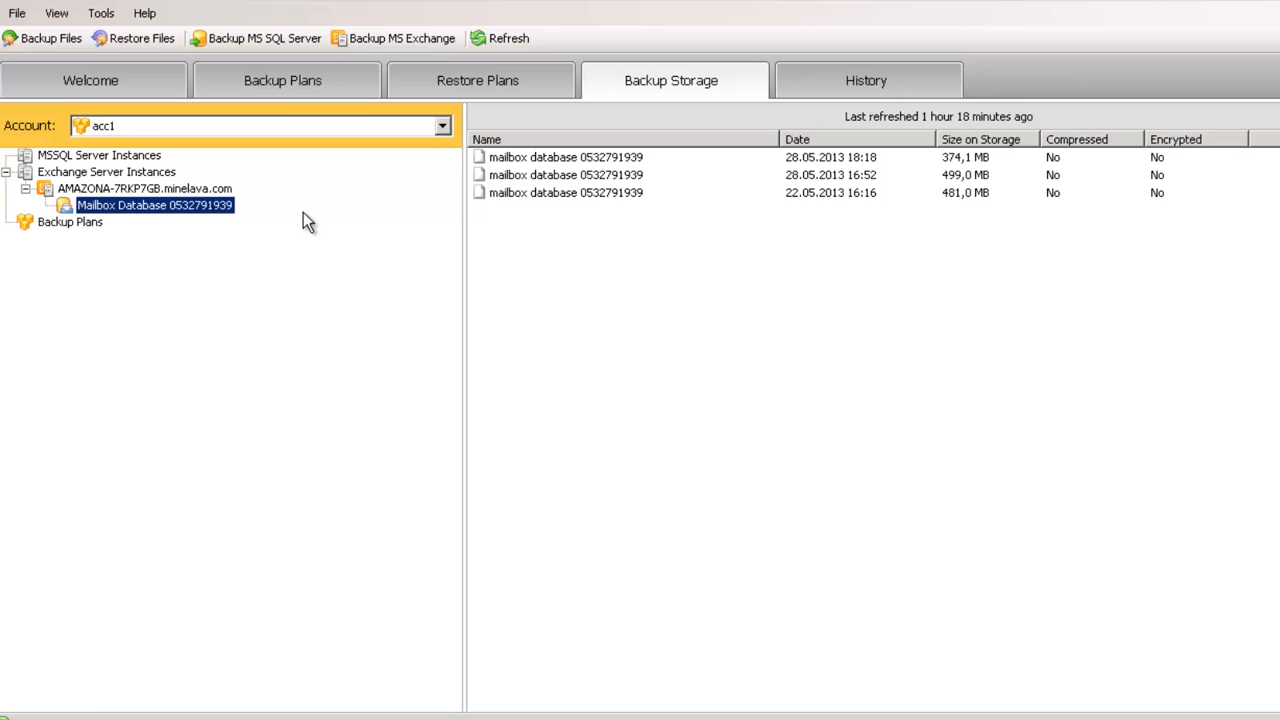 File View Tools Help
Backup Files Restore Files Backup MS SQL Server Backup MS Exchange Refresh
Welcome Backup Plans Restore Plans Backup Storage History
Account: acc1
Last refreshed 1 hour 18 minutes ago
MSSQL Server Instances
Exchange Server Instances
AMAZONA-7RKP7GB.minelava.com
Mailbox Database 0532791939
Backup Plans
Name Date Size on Storage Compressed Encrypted
mailbox database 0532791939 28.05.2013 18:18 374,1 MB No No
mailbox database 0532791939 28.05.2013 16:52 499,0 MB No No
mailbox database 0532791939 22.05.2013 16:16 481,0 MB No No